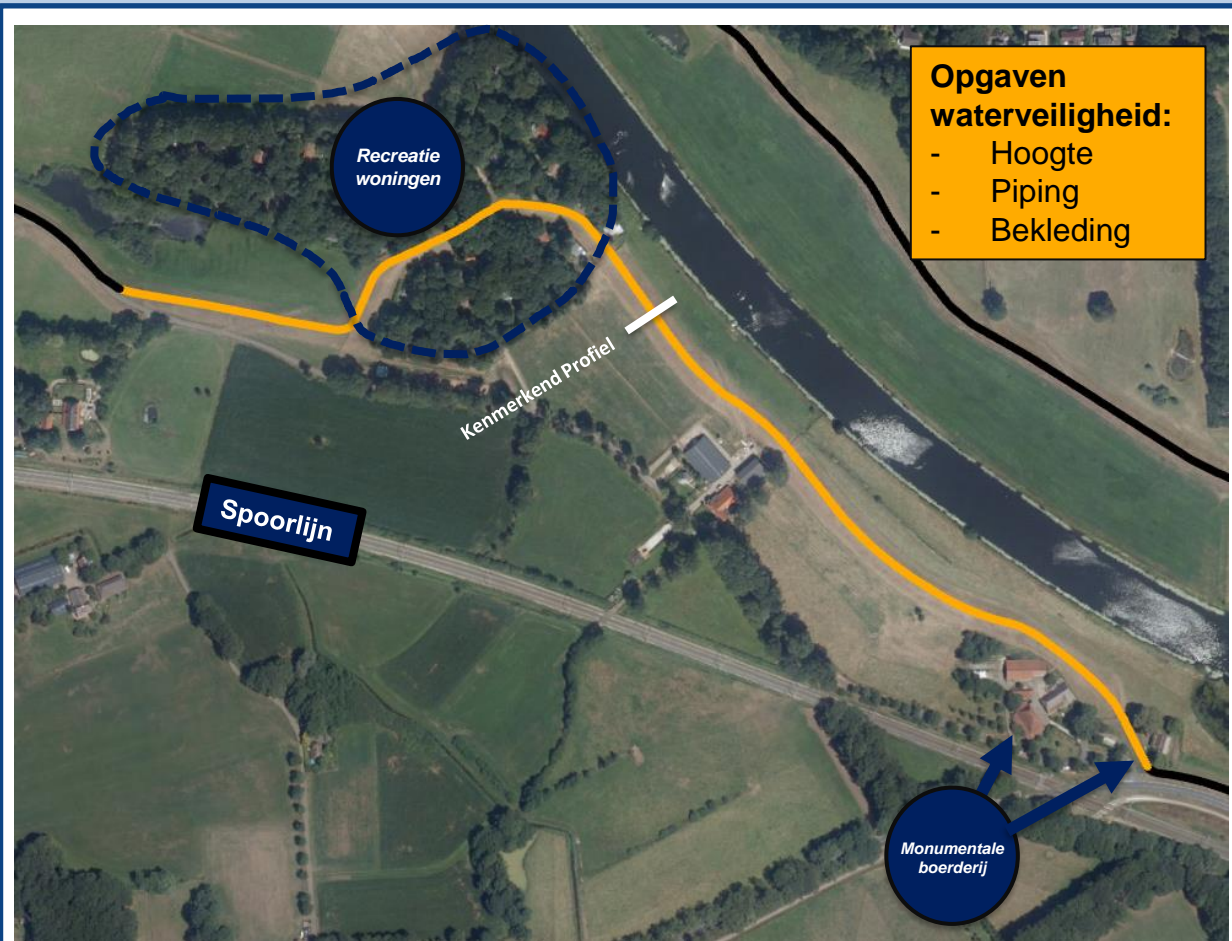 Opgaven
waterveiligheid:
- Hoogte
- Piping
- Bekleding
Recreatie
woningen
Kenmerkend Profiel
Spoorlijn
Monumentale
boerderij